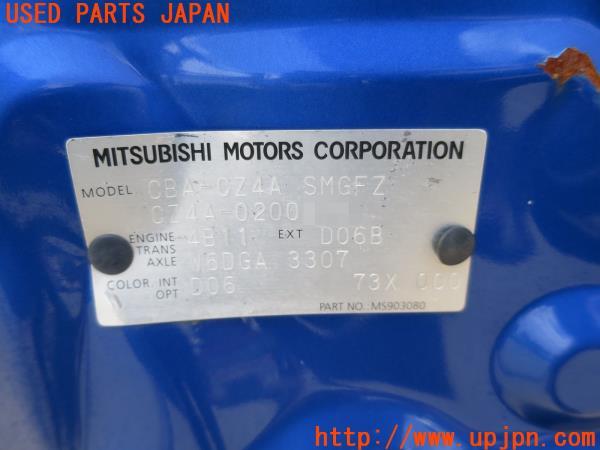 USED PARTS JAPAN
MITSUBISHI MOTORS CORPORATION
MODEL CBA-CZ4A SMGFZ
CZ4A-0200
ENGINE 4B11 EXT D06B
TRANS
AXLE W6DGA 3307
COLOR INT D06 73X 000
OPT
PART NO. MS903080
http://www.upjpn.com/